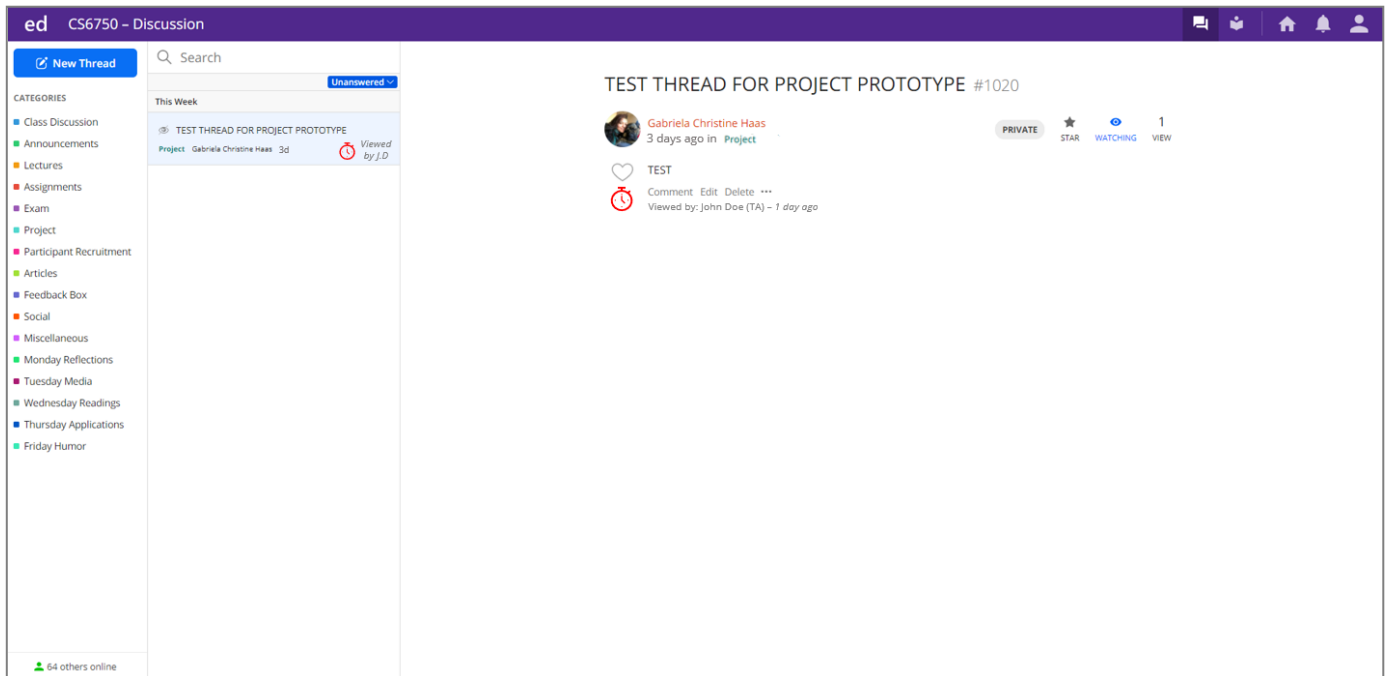 ed CS6750 – Discussion
New Thread
CATEGORIES
Class Discussion
Announcements
Lectures
Assignments
Exam
Project
Participant Recruitment
Articles
Feedback Box
Social
Miscellaneous
Monday Reflections
Tuesday Media
Wednesday Readings
Thursday Applications
Friday Humor
64 others online
Search
Unanswered
This Week
TEST THREAD FOR PROJECT PROTOTYPE
Project Gabriela Christine Haas 3d
Viewed
by J.D
TEST THREAD FOR PROJECT PROTOTYPE #1020
Gabriela Christine Haas
3 days ago in Project
PRIVATE
STAR
WATCHING
1
VIEW
TEST
Comment Edit Delete •••
Viewed by: John Doe (TA) – 1 day ago